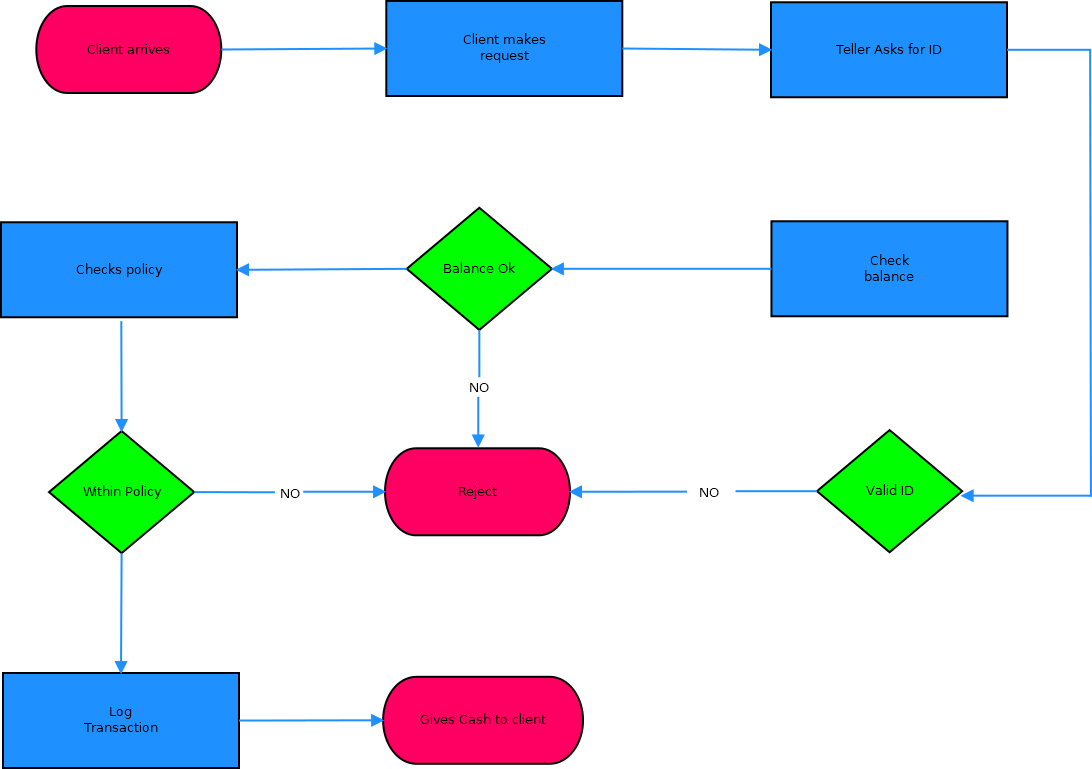 Client arrives
Client makes
request
Teller Asks for ID
Checks policy
Balance Ok
Check
balance
NO
Within Policy
NO
Reject
NO
Valid ID
Log
Transaction
Gives Cash to client